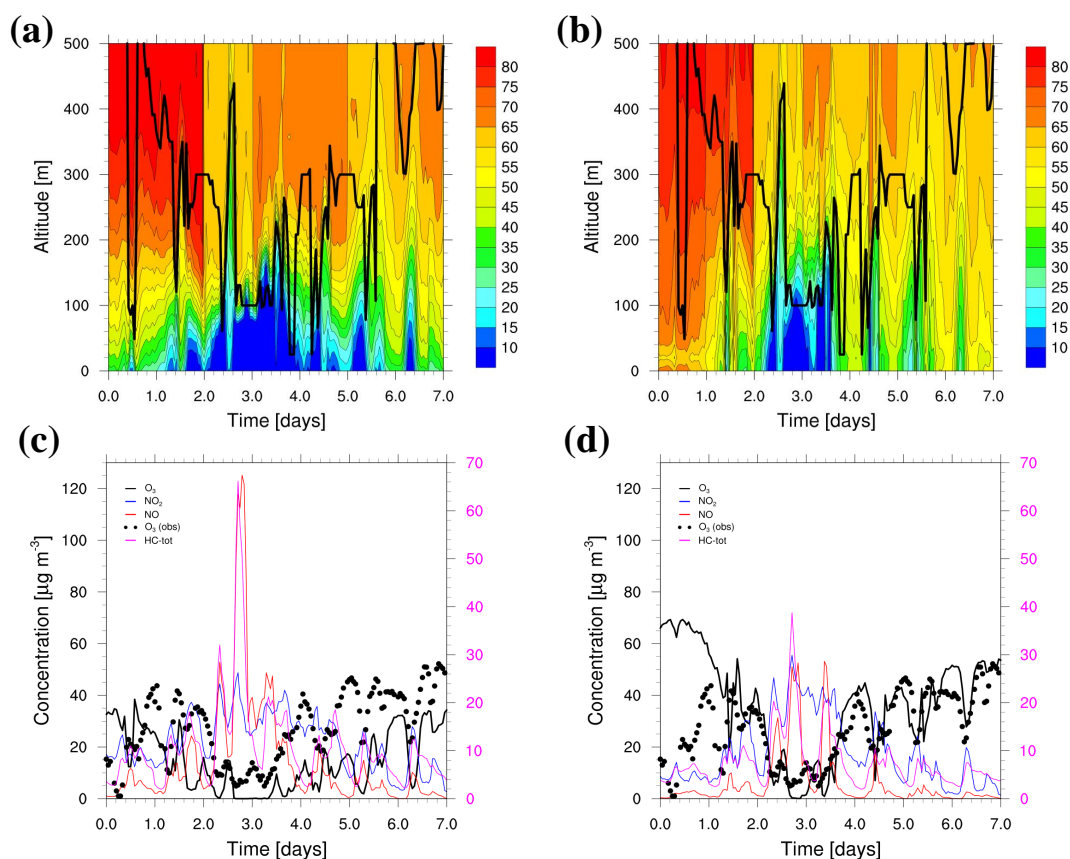 (a)
500
400
300
200
100
0
Altitude [m]
0.0 1.0 2.0 3.0 4.0 5.0 6.0 7.0
Time [days]
80
75
70
65
60
55
50
45
40
35
30
25
20
15
10
(b)
500
400
300
200
100
0
Altitude [m]
0.0 1.0 2.0 3.0 4.0 5.0 6.0 7.0
Time [days]
80
75
70
65
60
55
50
45
40
35
30
25
20
15
10
(c)
120
100
80
60
40
20
0
Concentration [µg m⁻³]
O₃
NO₂
NO
O₃ (obs)
HC-tot
70
60
50
40
30
20
10
0
0.0 1.0 2.0 3.0 4.0 5.0 6.0 7.0
Time [days]
(d)
120
100
80
60
40
20
0
Concentration [µg m⁻³]
O₃
NO₂
NO
O₃ (obs)
HC-tot
70
60
50
40
30
20
10
0
0.0 1.0 2.0 3.0 4.0 5.0 6.0 7.0
Time [days]